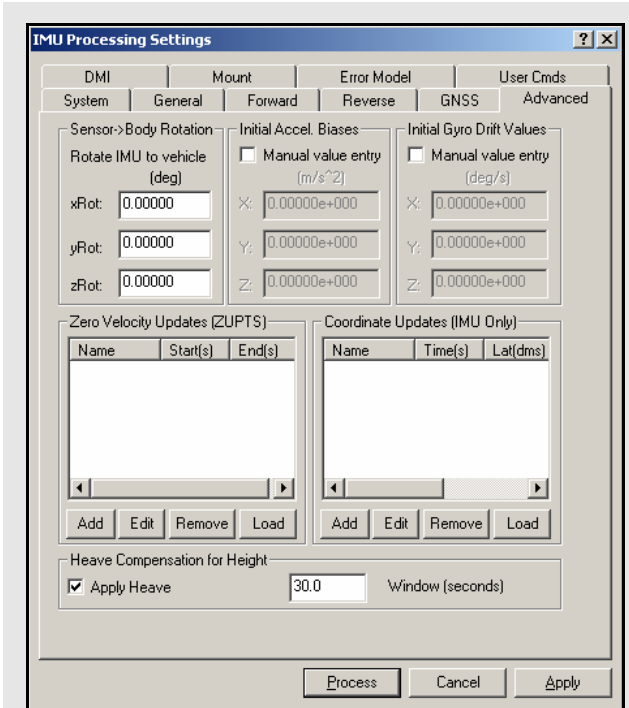 IMU Processing Settings
DMI Mount Error Model User Cmds
System General Forward Reverse GNSS Advanced
Sensor->Body Rotation
Rotate IMU to vehicle
(deg)
xRot: 0.00000
yRot: 0.00000
zRot: 0.00000
Initial Accel. Biases
Manual value entry
(m/s^2)
X: 0.00000e+000
Y: 0.00000e+000
Z: 0.00000e+000
Initial Gyro Drift Values
Manual value entry
(deg/s)
X: 0.00000e+000
Y: 0.00000e+000
Z: 0.00000e+000
Zero Velocity Updates (ZUPTS)
Name Start(s) End(s)
Add Edit Remove Load
Coordinate Updates (IMU Only)
Name Time(s) Lat(dms)
Add Edit Remove Load
Heave Compensation for Height
Apply Heave 30.0 Window (seconds)
Process Cancel Apply